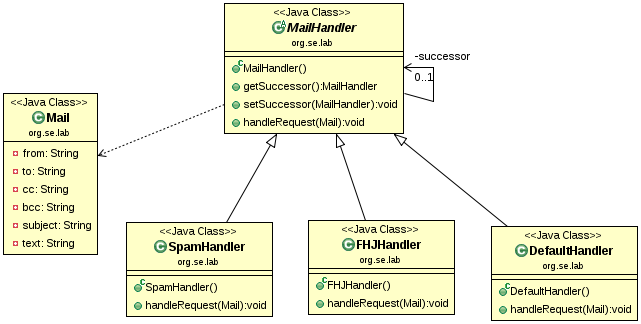 <<Java Class>>
MailHandler
org.se.lab
MailHandler()
getSuccessor():MailHandler
setSuccessor(MailHandler):void
handleRequest(Mail):void
-successor
0..1
<<Java Class>>
Mail
org.se.lab
from: String
to: String
cc: String
bcc: String
subject: String
text: String
<<Java Class>>
SpamHandler
org.se.lab
SpamHandler()
handleRequest(Mail):void
<<Java Class>>
FHJHandler
org.se.lab
FHJHandler()
handleRequest(Mail):void
<<Java Class>>
DefaultHandler
org.se.lab
DefaultHandler()
handleRequest(Mail):void